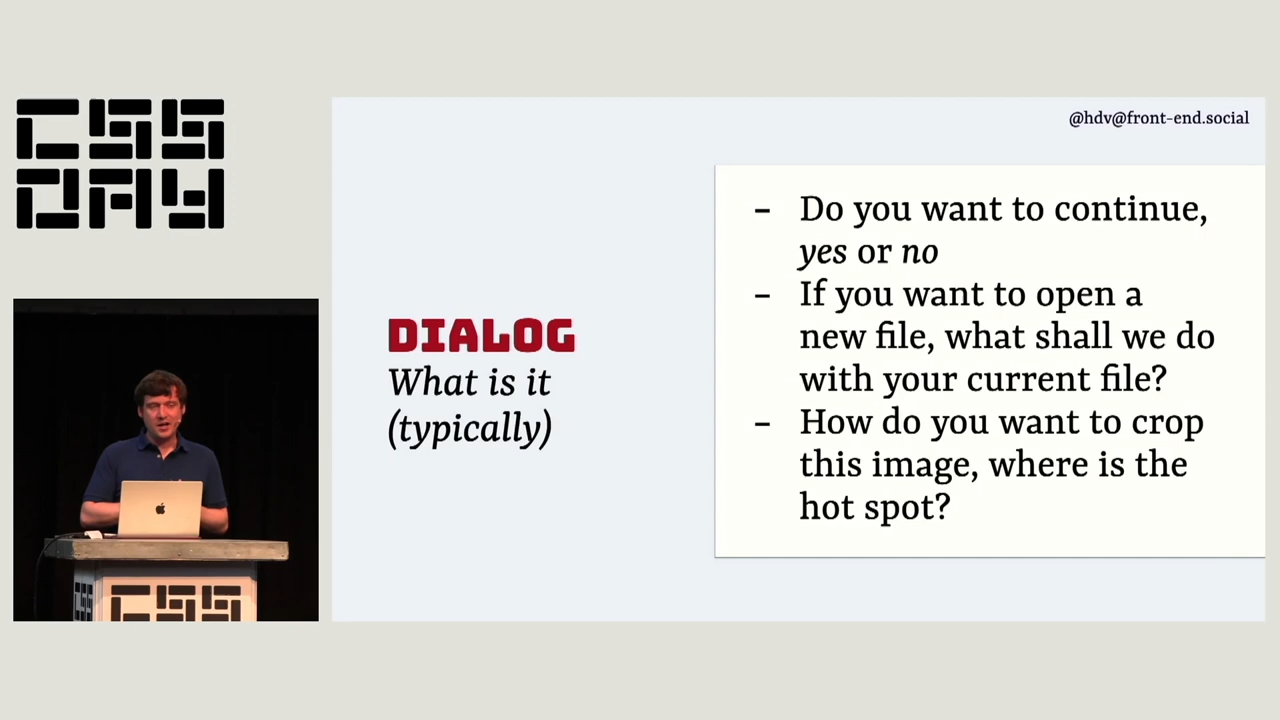 CSS
DAY
@hdv@front-end.social
DIALOG
What is it
(typically)
- Do you want to continue,
yes or no
- If you want to open a
new file, what shall we do
with your current file?
- How do you want to crop
this image, where is the
hot spot?
CSS